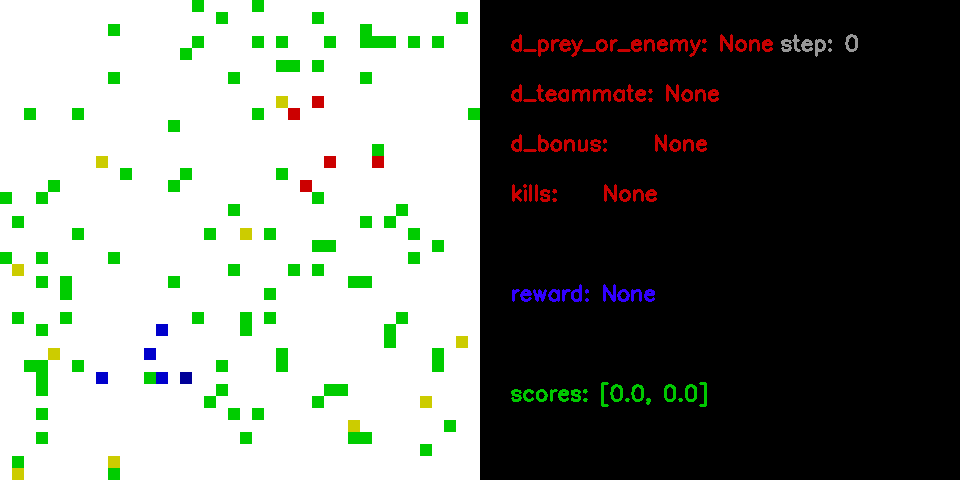 d_prey_or_enemy: None step: 0
d_teammate: None
d_bonus: None
kills: None
reward: None
scores: [0.0, 0.0]